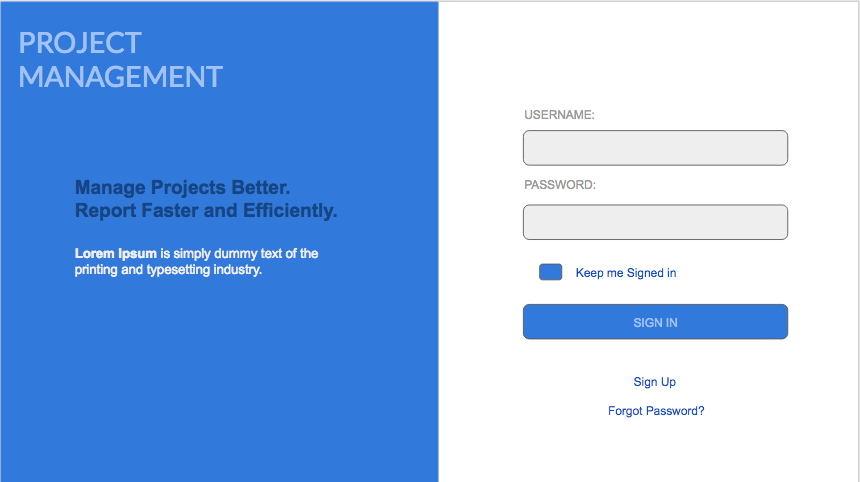 PROJECT
MANAGEMENT
Manage Projects Better.
Report Faster and Efficiently.
Lorem Ipsum is simply dummy text of the
printing and typesetting industry.
USERNAME:
PASSWORD:
Keep me Signed in
SIGN IN
Sign Up
Forgot Password?